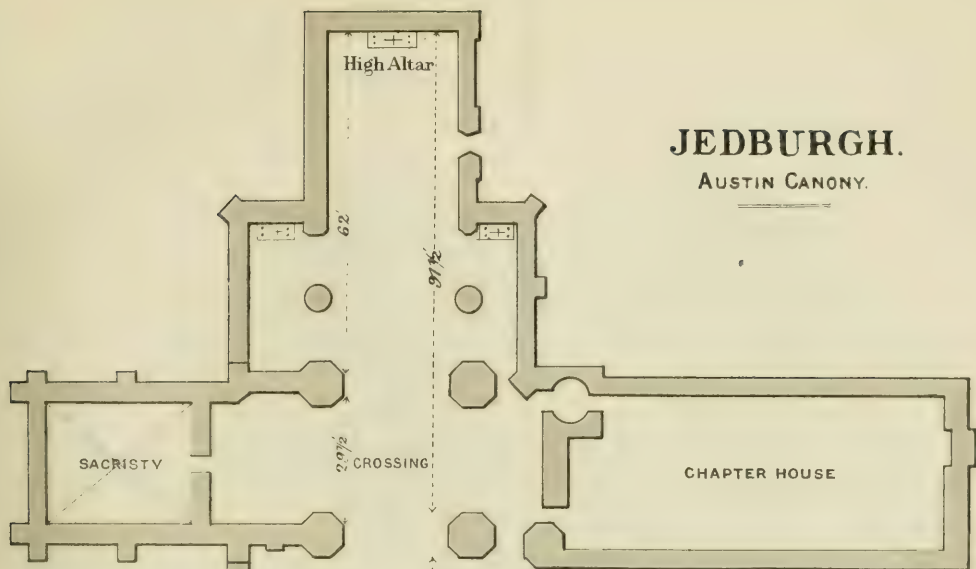 High Altar
JEDBURGH.
AUSTIN CANONY.
62'
91½'
SACRISTY
29½'
CROSSING
CHAPTER HOUSE